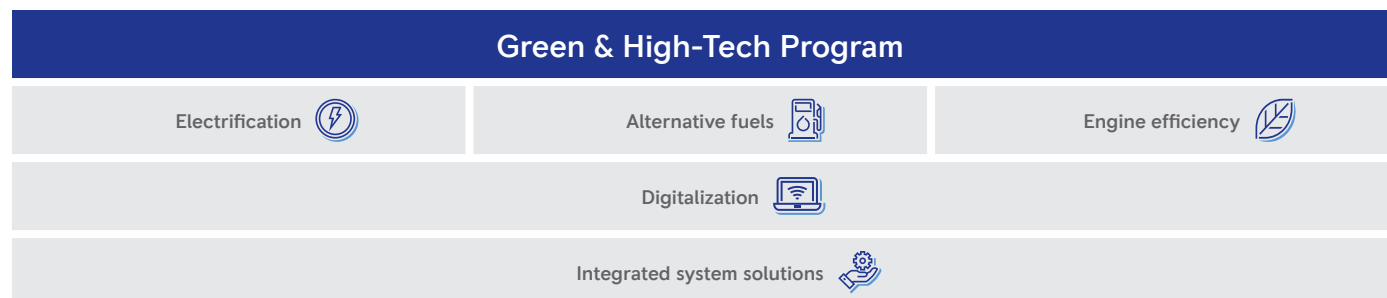 Green & High-Tech Program
Electrification
Alternative fuels
Engine efficiency
Digitalization
Integrated system solutions